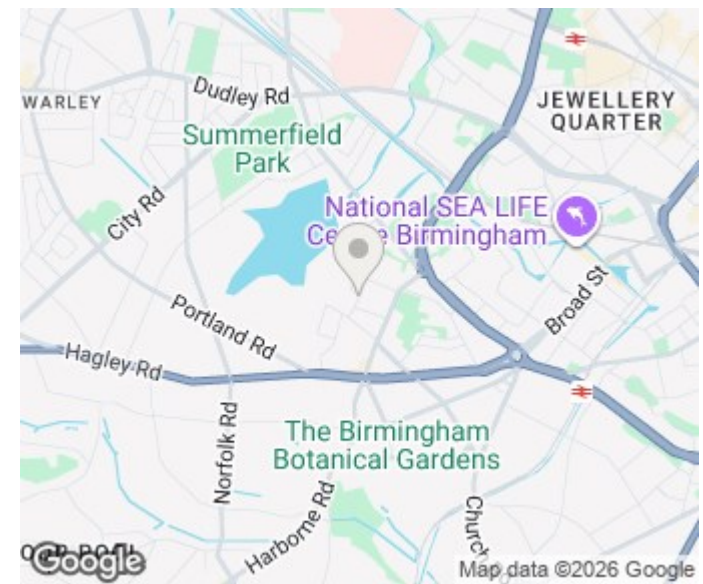 Dudley Rd
WARLEY
JEWELLERY
QUARTER
Summerfield
Park
City Rd
National SEA LIFE
Centre Birmingham
Broad St
Portland Rd
Hagley Rd
Norfolk Rd
The Birmingham
Botanical Gardens
Harborne Rd
Google
Map data ©2026 Google